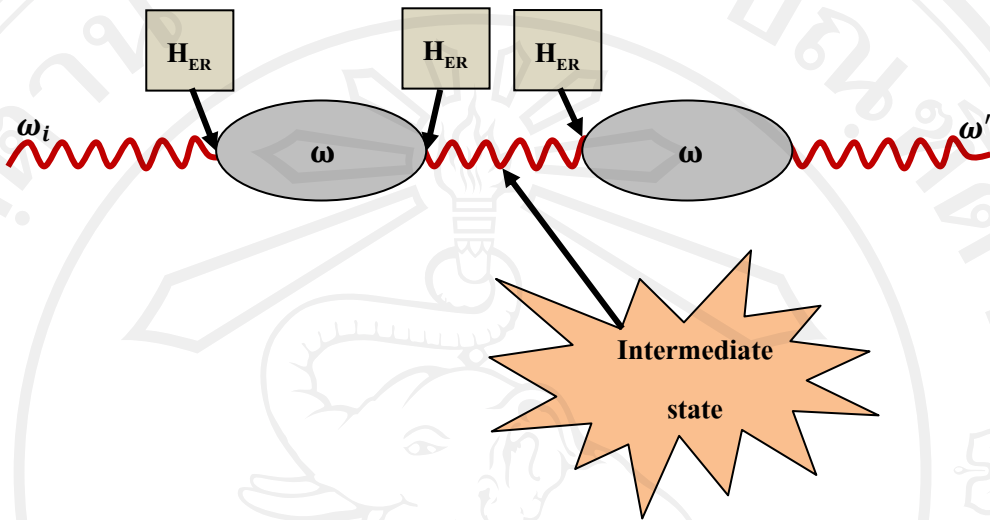 H_ER H_ER H_ER
ω_i ω ω ω'
Intermediate
state